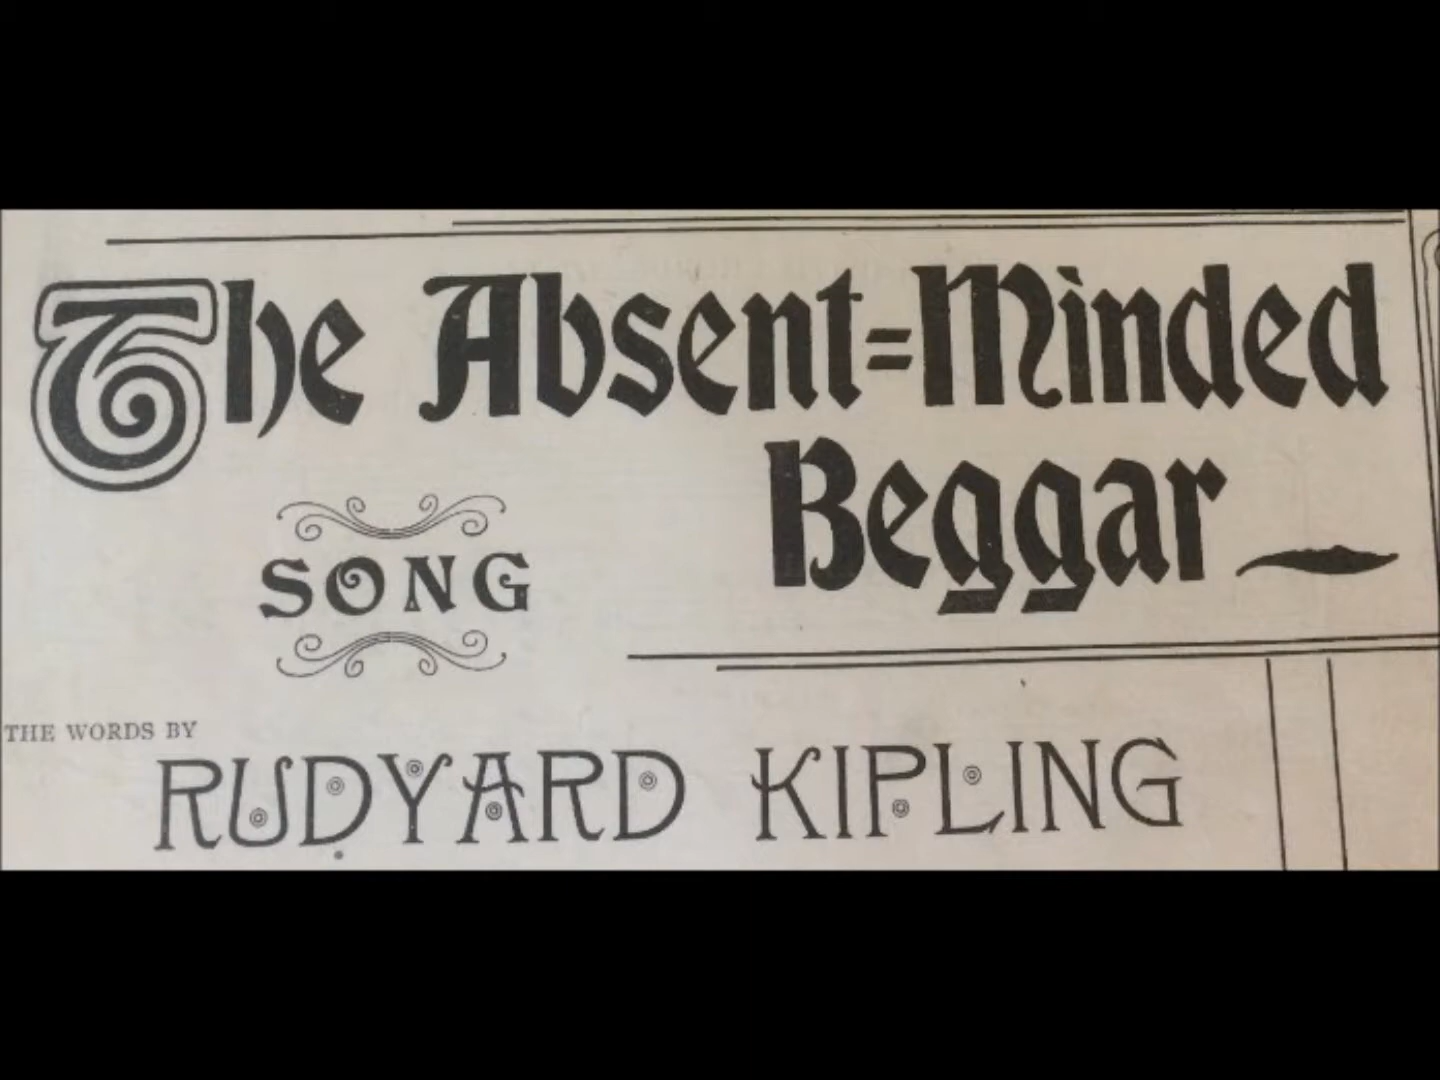 The Absent=Minded
Beggar
SONG
THE WORDS BY
RUDYARD KIPLING